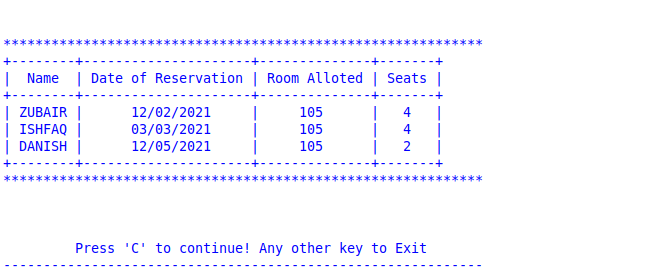 ************************************************************
+--------+---------------------+--------------+-------+
|  Name  | Date of Reservation | Room Alloted | Seats |
+--------+---------------------+--------------+-------+
| ZUBAIR |      12/02/2021     |     105      |   4   |
| ISHFAQ |      03/03/2021     |     105      |   4   |
| DANISH |      12/05/2021     |     105      |   2   |
+--------+---------------------+--------------+-------+
************************************************************
Press 'C' to continue! Any other key to Exit
------------------------------------------------------------